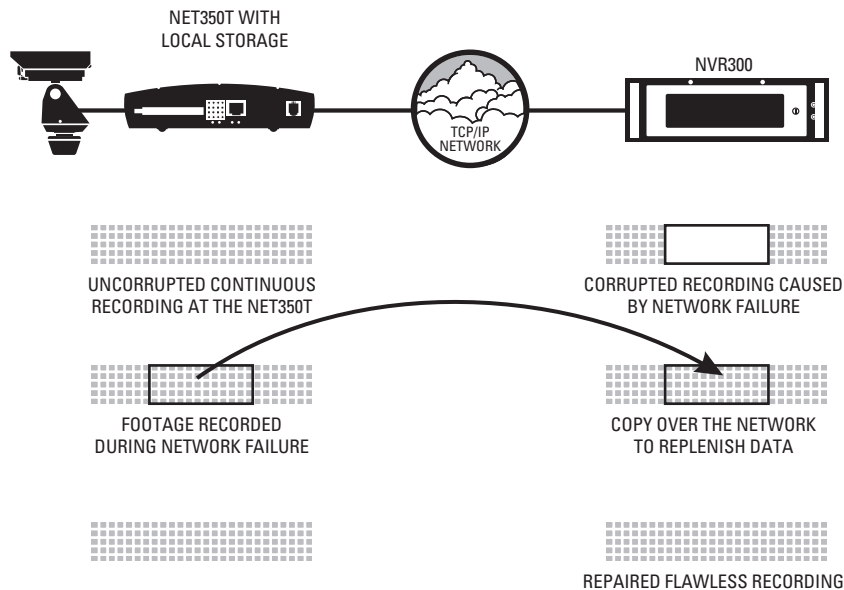 NET350T WITH
LOCAL STORAGE
NVR300
TCP/IP
NETWORK
UNCORRUPTED CONTINUOUS
RECORDING AT THE NET350T
CORRUPTED RECORDING CAUSED
BY NETWORK FAILURE
FOOTAGE RECORDED
DURING NETWORK FAILURE
COPY OVER THE NETWORK
TO REPLENISH DATA
REPAIRED FLAWLESS RECORDING